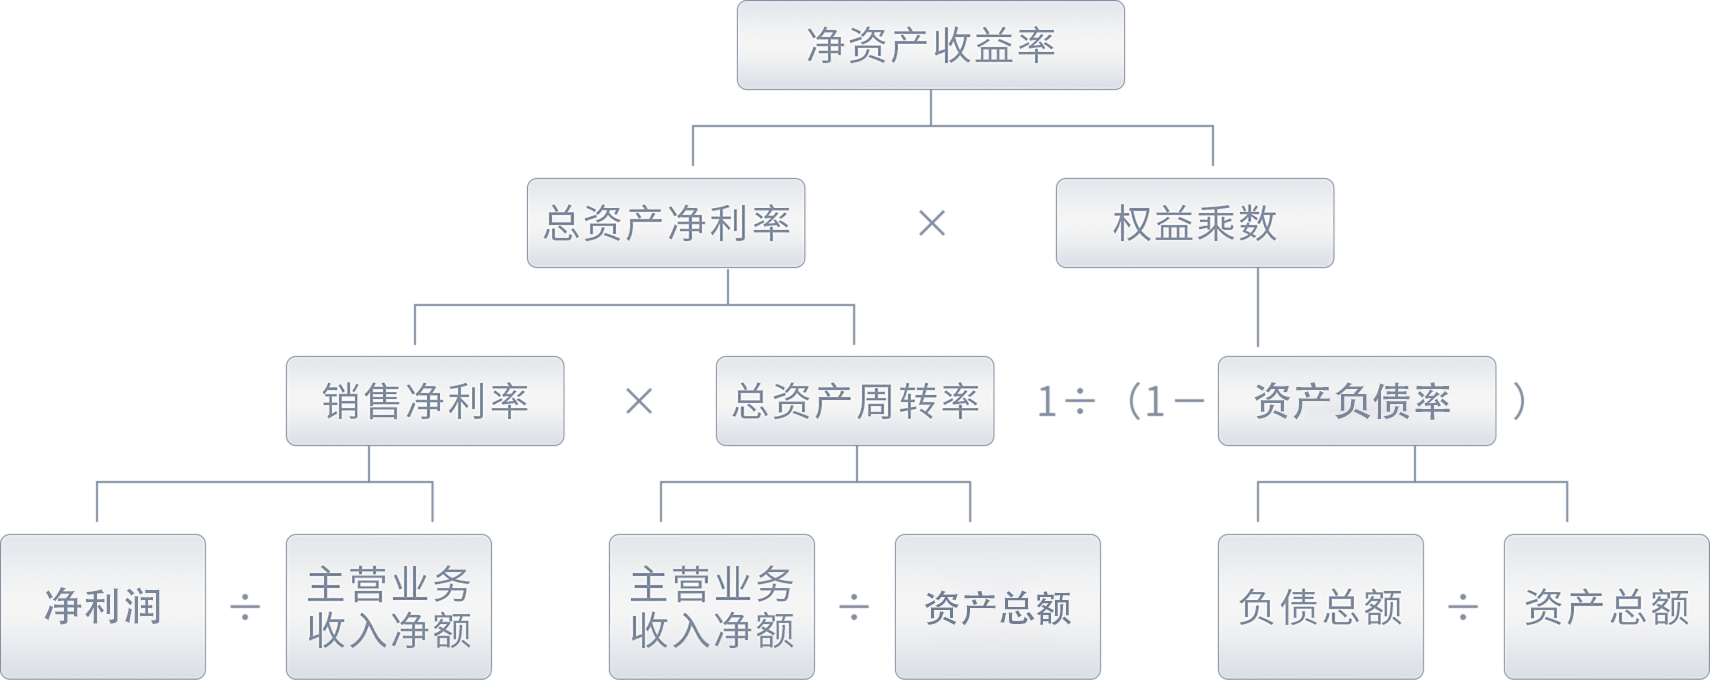 净资产收益率
总资产净利率 × 权益乘数
销售净利率 × 总资产周转率 1÷（1－ 资产负债率 ）
净利润 ÷ 主营业务
收入净额
主营业务
收入净额 ÷ 资产总额
负债总额 ÷ 资产总额